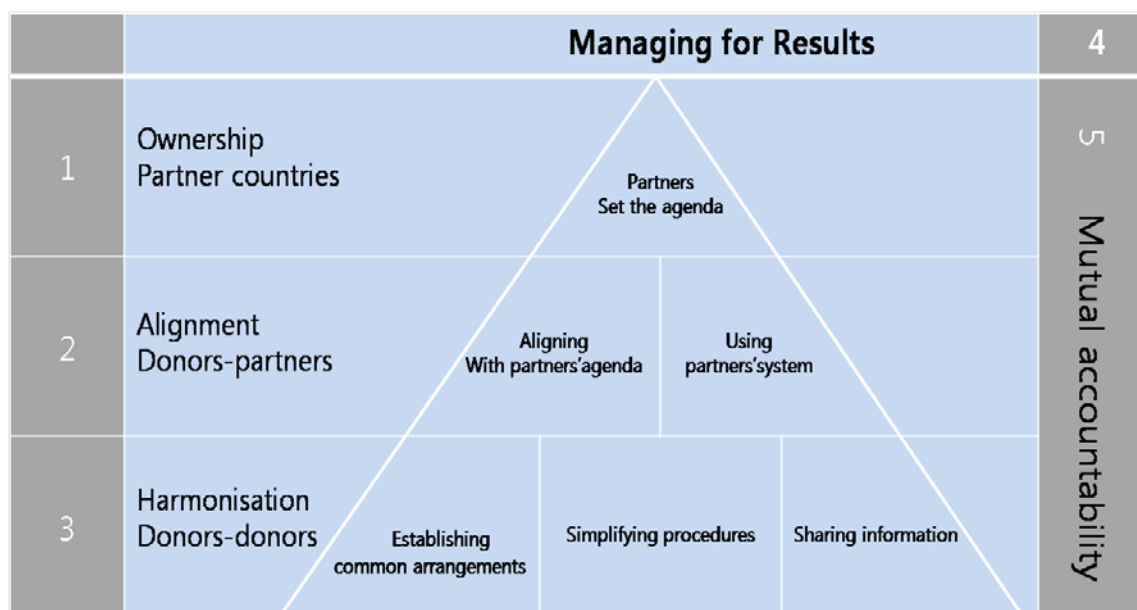 Managing for Results
4
1
Ownership
Partner countries
Partners
Set the agenda
2
Alignment
Donors-partners
Aligning
With partners'agenda
Using
partners'system
3
Harmonisation
Donors-donors
Establishing
common arrangements
Simplifying procedures
Sharing information
5 Mutual accountability